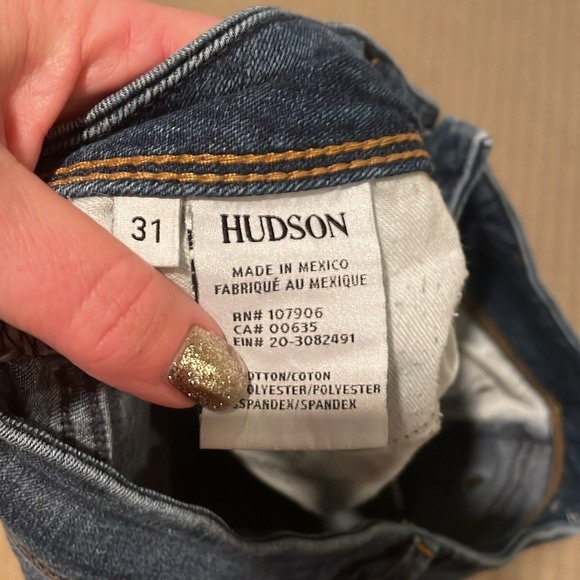 31
HUDSON
MADE IN MEXICO
FABRIQUÉ AU MEXIQUE
RN# 107906
CA# 00635
EIN# 20-3082491
OTTON/COTON
OLYESTER/POLYESTER
SPANDEX/SPANDEX